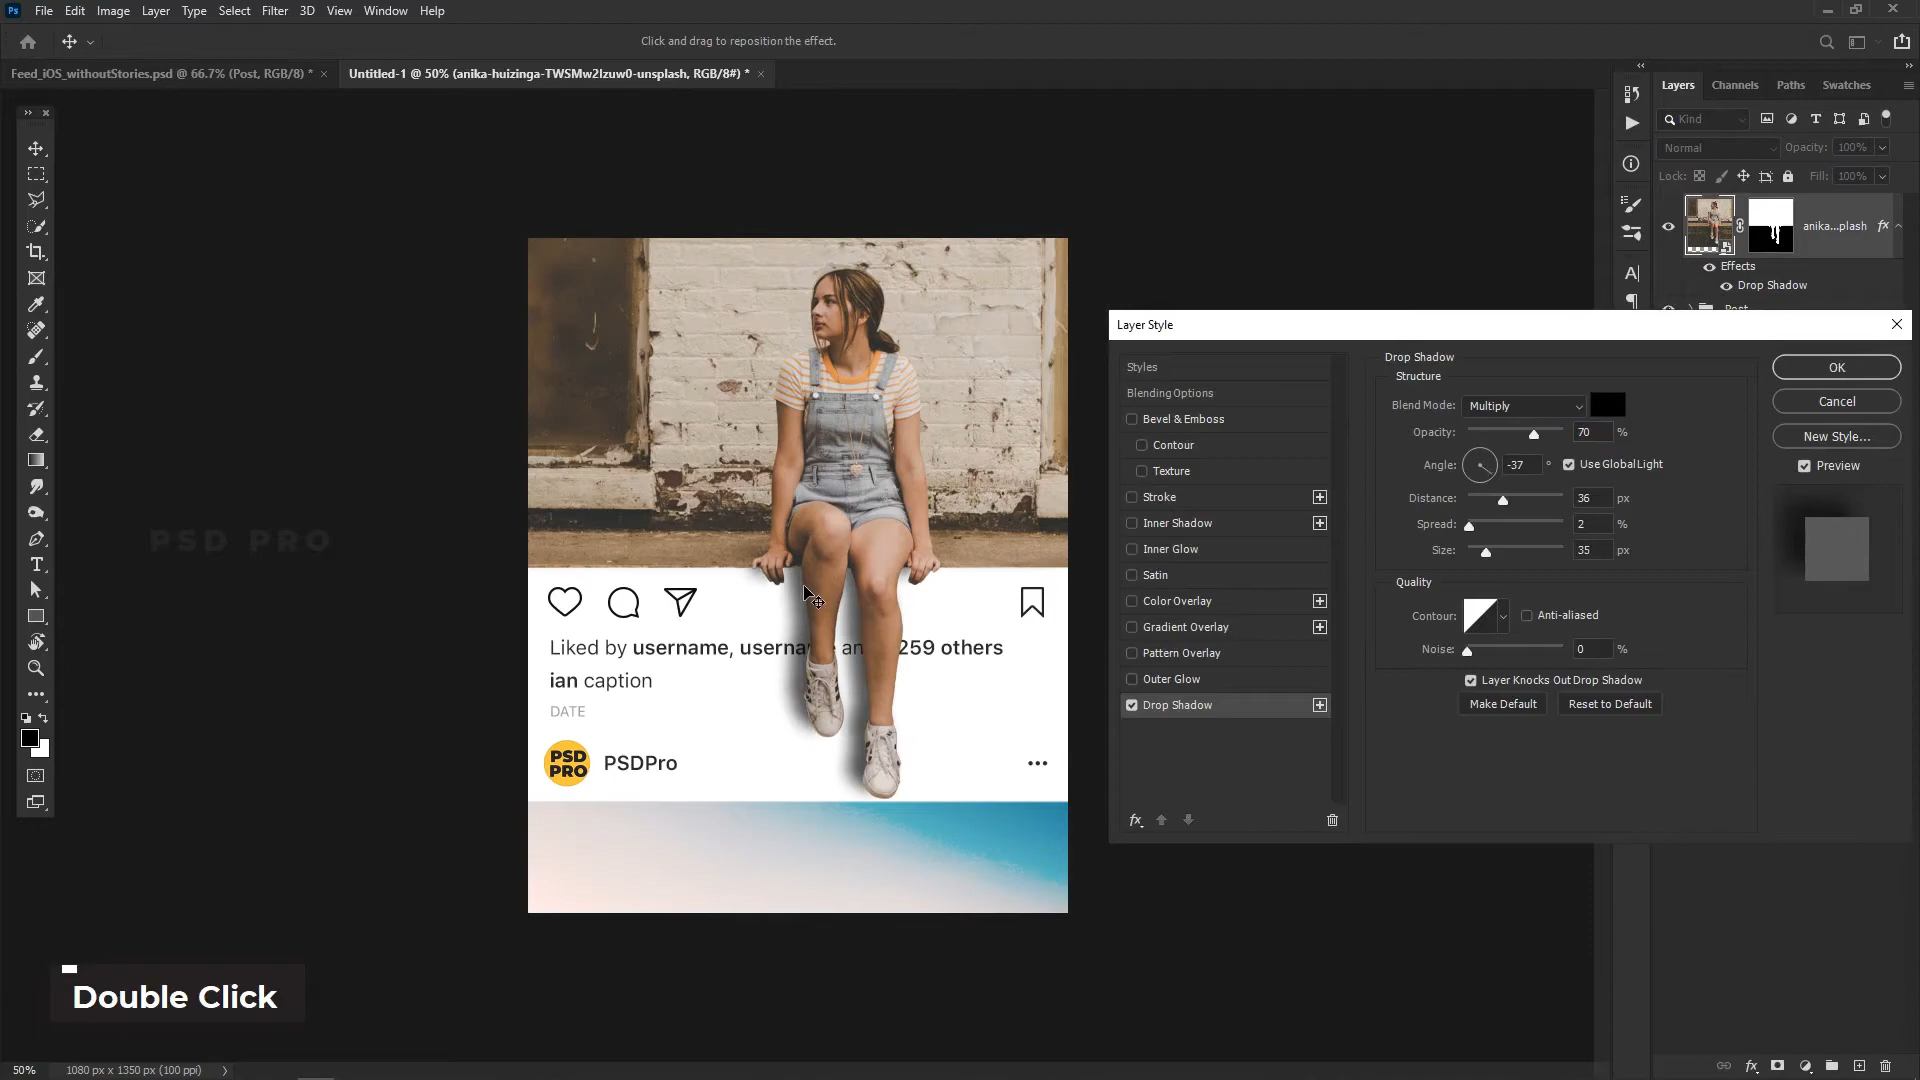 Ps File Edit Image Layer Type Select Filter 3D View Window Help
Click and drag to reposition the effect.
Feed_iOS_withoutStories.psd @ 66.7% (Post, RGB/8) * ×
Untitled-1 @ 50% (anika-huizinga-TWSMw2lzuw0-unsplash, RGB/8#) * ×
Layers Channels Paths Swatches
Kind
Normal Opacity: 100%
Lock: Fill: 100%
anika...plash fx
Effects
Drop Shadow
Layer Style
Styles
Blending Options
Bevel & Emboss
Contour
Texture
Stroke
Inner Shadow
Inner Glow
Satin
Color Overlay
Gradient Overlay
Pattern Overlay
Outer Glow
Drop Shadow
fx
Drop Shadow
Structure
Blend Mode: Multiply
Opacity: 70 %
Angle: -37 ° Use Global Light
Distance: 36 px
Spread: 2 %
Size: 35 px
Quality
Contour: Anti-aliased
Noise: 0 %
Layer Knocks Out Drop Shadow
Make Default Reset to Default
OK
Cancel
New Style...
Preview
PSD PRO
Liked by username, userna an 259 others
ian caption
DATE
PSD
PRO
PSDPro
Double Click
50% 1080 px x 1350 px (100 ppi)
fx